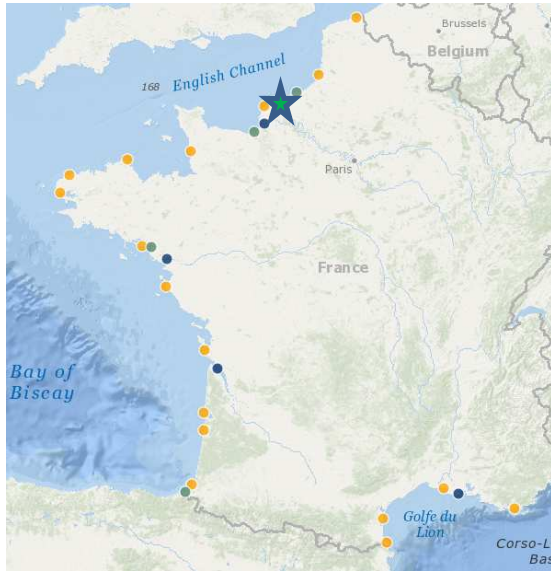 Brussels
Belgium
English Channel
168
Paris
France
Bay of
Biscay
Golfe du
Lion
Corso-L
Bas